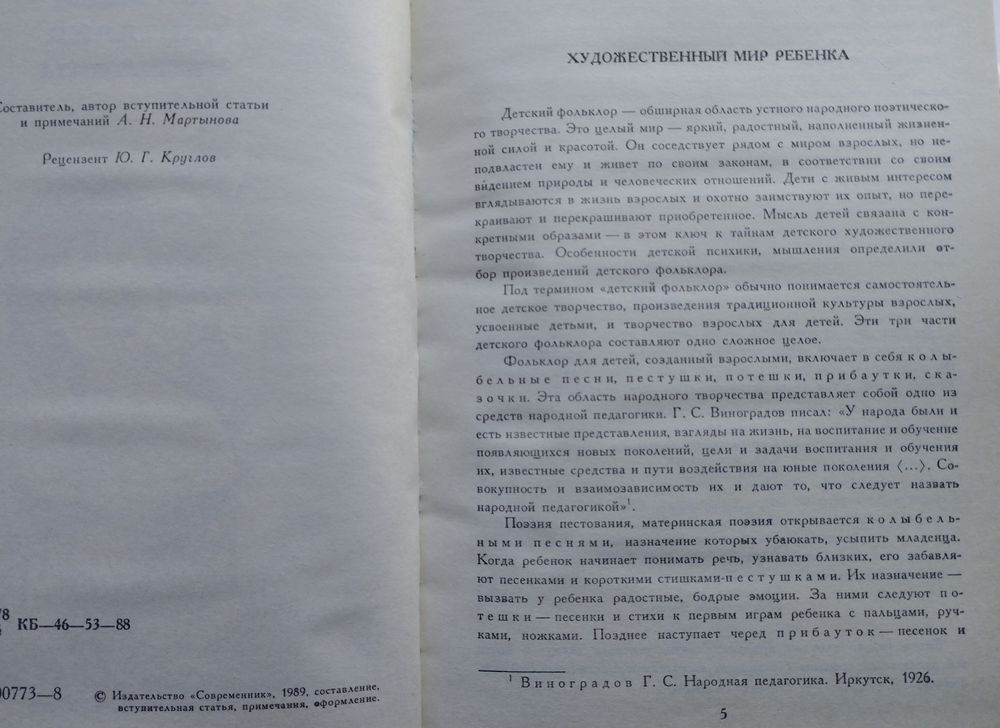 Составитель, автор вступительной статьи
и примечаний А. Н. Мартынова
Рецензент Ю. Г. Круглов
КБ—46—53—88
00773—8
© Издательство «Современник», 1989, составление,
вступительная статья, примечания, оформление.
ХУДОЖЕСТВЕННЫЙ МИР РЕБЕНКА
Детский фольклор — обширная область устного народного поэтическо-
го творчества. Это целый мир — яркий, радостный, наполненный жизнен-
ной силой и красотой. Он соседствует рядом с миром взрослых, но не-
подвластен ему и живет по своим законам, в соответствии со своим
ви́дением природы и человеческих отношений. Дети с живым интересом
вглядываются в жизнь взрослых и охотно заимствуют их опыт, но пере-
краивают и перекрашивают приобретенное. Мысль детей связана с кон-
кретными образами — в этом ключ к тайнам детского художественного
творчества. Особенности детской психики, мышления определили от-
бор произведений детского фольклора.
Под термином «детский фольклор» обычно понимается самостоятель-
ное детское творчество, произведения традиционной культуры взрослых,
усвоенные детьми, и творчество взрослых для детей. Эти три части
детского фольклора составляют одно сложное целое.
Фольклор для детей, созданный взрослыми, включает в себя колы-
бельные песни, пестушки, потешки, прибаутки, ска-
зочки. Эта область народного творчества представляет собой одно из
средств народной педагогики. Г. С. Виноградов писал: «У народа были и
есть известные представления, взгляды на жизнь, на воспитание и обучение
появляющихся новых поколений, цели и задачи воспитания и обучения
их, известные средства и пути воздействия на юные поколения ⟨...⟩. Со-
вокупность и взаимозависимость их и дают то, что следует назвать
народной педагогикой»¹.
Поэзия пестования, материнская поэзия открывается колыбель-
ными песнями, назначение которых убаюкать, усыпить младенца.
Когда ребенок начинает понимать речь, узнавать близких, его забавля-
ют песенками и короткими стишками-пестушками. Их назначение —
вызвать у ребенка радостные, бодрые эмоции. За ними следуют по-
тешки — песенки и стихи к первым играм ребенка с пальцами, руч-
ками, ножками. Позднее наступает черед прибауток — песенок и
¹ Виноградов Г. С. Народная педагогика. Иркутск, 1926.
5